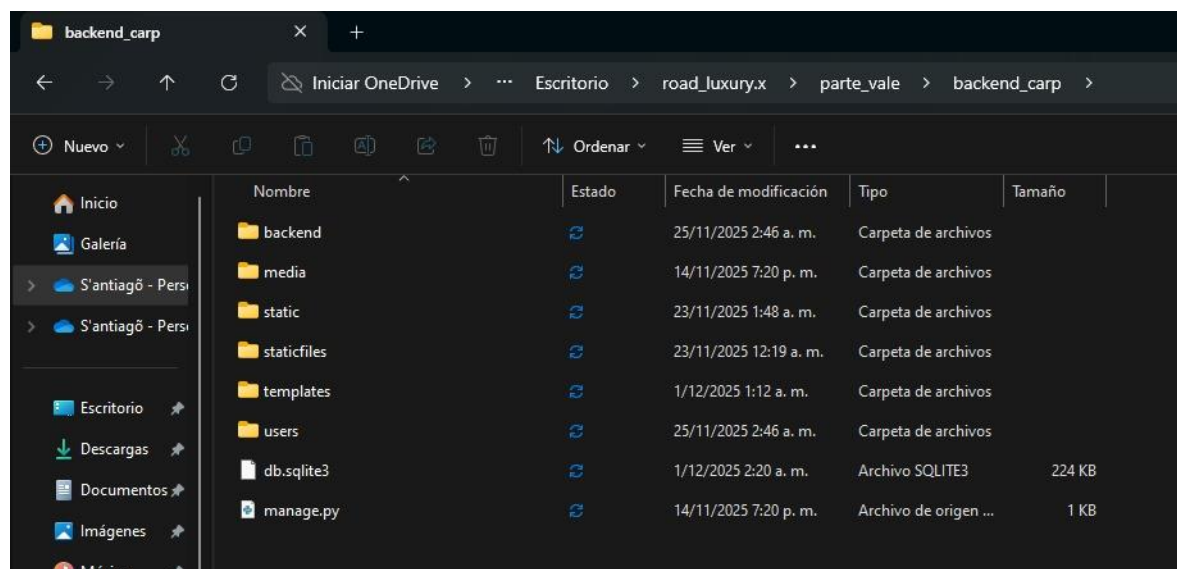 backend_carp
Iniciar OneDrive > ... Escritorio > road_luxury.x > parte_vale > backend_carp >
Nuevo Ordenar Ver ...
Nombre Estado Fecha de modificación Tipo Tamaño
Inicio
Galería
S'antiagõ - Pers
S'antiagõ - Pers
Escritorio
Descargas
Documentos
Imágenes
backend 25/11/2025 2:46 a. m. Carpeta de archivos
media 14/11/2025 7:20 p. m. Carpeta de archivos
static 23/11/2025 1:48 a. m. Carpeta de archivos
staticfiles 23/11/2025 12:19 a. m. Carpeta de archivos
templates 1/12/2025 1:12 a. m. Carpeta de archivos
users 25/11/2025 2:46 a. m. Carpeta de archivos
db.sqlite3 1/12/2025 2:20 a. m. Archivo SQLITE3 224 KB
manage.py 14/11/2025 7:20 p. m. Archivo de origen ... 1 KB